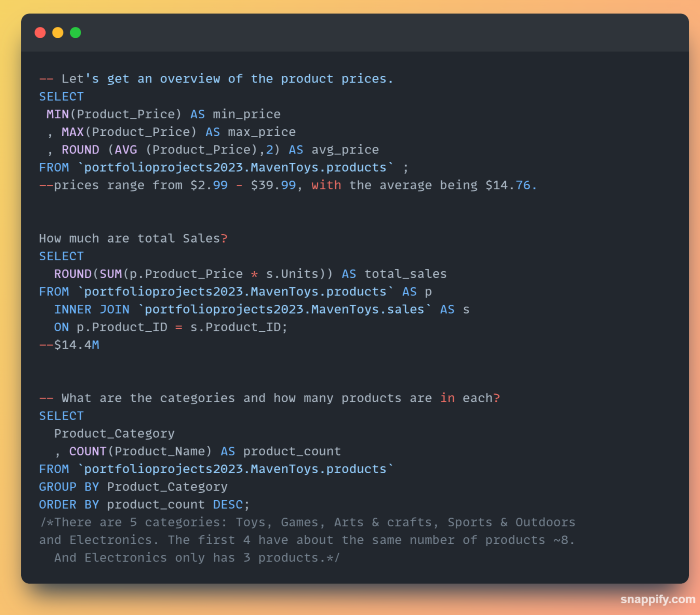 -- Let's get an overview of the product prices.
SELECT
 MIN(Product_Price) AS min_price
 , MAX(Product_Price) AS max_price
 , ROUND (AVG (Product_Price),2) AS avg_price
FROM `portfolioprojects2023.MavenToys.products` ;
--prices range from $2.99 - $39.99, with the average being $14.76.
How much are total Sales?
SELECT
  ROUND(SUM(p.Product_Price * s.Units)) AS total_sales
FROM `portfolioprojects2023.MavenToys.products` AS p
  INNER JOIN `portfolioprojects2023.MavenToys.sales` AS s
  ON p.Product_ID = s.Product_ID;
--$14.4M
-- What are the categories and how many products are in each?
SELECT
  Product_Category
  , COUNT(Product_Name) AS product_count
FROM `portfolioprojects2023.MavenToys.products`
GROUP BY Product_Category
ORDER BY product_count DESC;
/*There are 5 categories: Toys, Games, Arts & crafts, Sports & Outdoors
and Electronics. The first 4 have about the same number of products ~8.
  And Electronics only has 3 products.*/
snappify.com